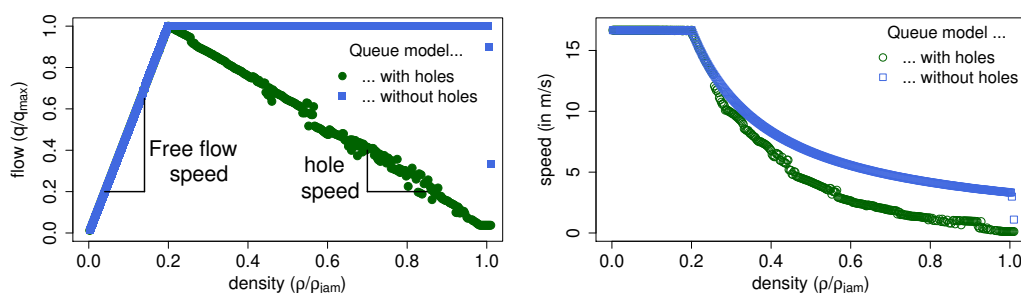 flow (q/qmax)
0.0 0.2 0.4 0.6 0.8 1.0
Queue model...
... with holes
... without holes
Free flow
speed
hole
speed
0.0 0.2 0.4 0.6 0.8 1.0
density (ρ/ρjam)
speed (in m/s)
0 5 10 15
Queue model ...
... with holes
... without holes
0.0 0.2 0.4 0.6 0.8 1.0
density (ρ/ρjam)